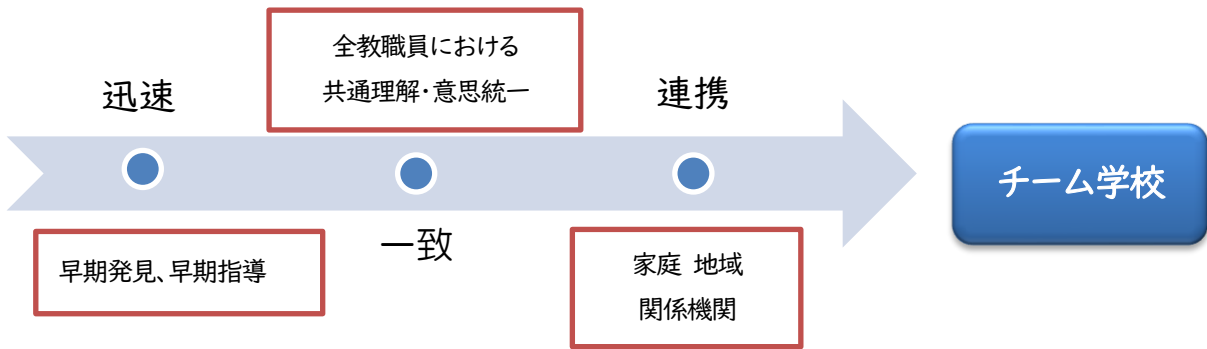 迅速
早期発見、早期指導
全教職員における
共通理解・意思統一
一致
連携
家庭 地域
関係機関
チーム学校